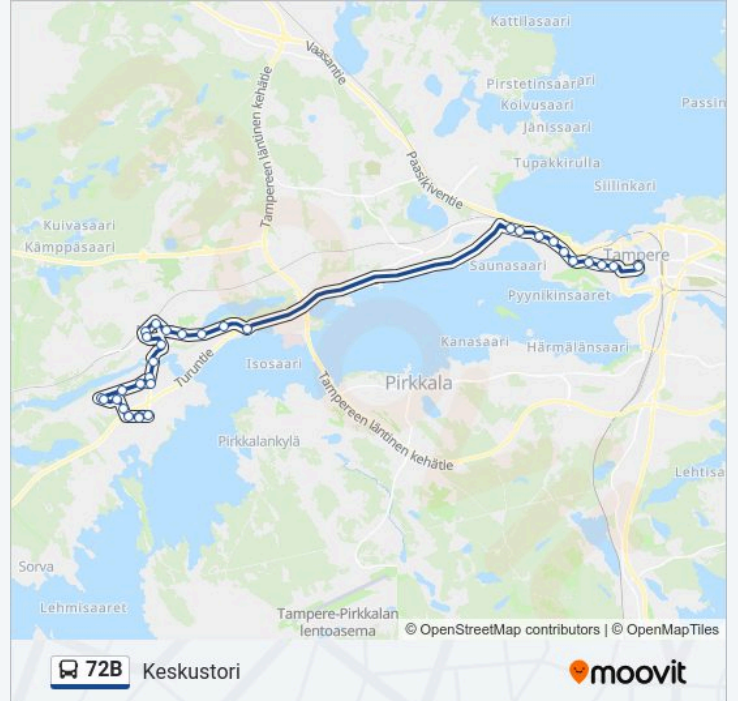 Kattilasaari
Vaasantie
Tampereen läntinen kehätie
Pirstetinsaari
ari
Koivusaari
Passin
Jänissaari
Tupakkirulla
Paasikiventie
Siilinkari
Kuivasaari
Kämppäsaari
Tampere
Saunasaari
Pyynikinsaaret
Kanasaari
Härmälänsaari
Isosaari
Turuntie
Pirkkala
Tampereen läntinen kehätie
Pirkkalankylä
Lehtisa
Sorva
Lehmisaaret
Tampere-Pirkkalan
lentoasema
© OpenStreetMap contributors | © OpenMapTiles
72B Keskustori
moovit